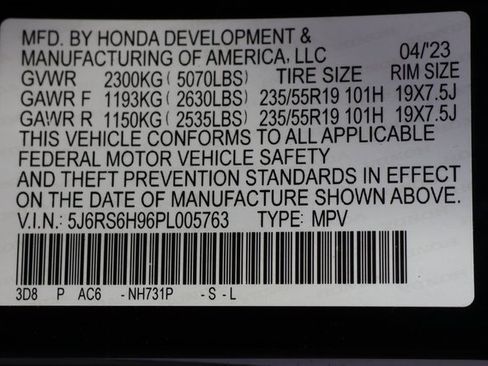 MFD. BY HONDA DEVELOPMENT &
MANUFACTURING OF AMERICA, LLC 04/'23
GVWR 2300KG (5070LBS) TIRE SIZE RIM SIZE
GAWR F 1193KG (2630LBS) 235/55R19 101H 19X7.5J
GAWR R 1150KG (2535LBS) 235/55R19 101H 19X7.5J
THIS VEHICLE CONFORMS TO ALL APPLICABLE
FEDERAL MOTOR VEHICLE SAFETY
AND THEFT PREVENTION STANDARDS IN EFFECT
ON THE DATE OF MANUFACTURE SHOWN ABOVE.
V.I.N.: 5J6RS6H96PL005763 TYPE: MPV
3D8 P AC6 -NH731P -S-L